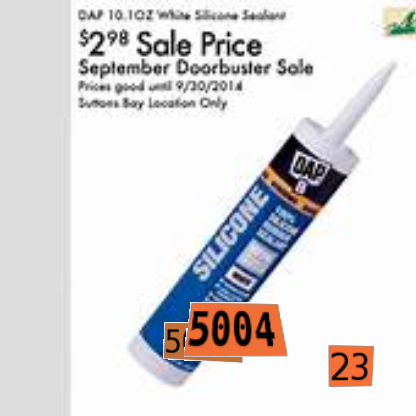 DAP 10.1OZ White Silicone Sealant
$2.98 Sale Price
September Doorbuster Sale
Prices good until 9/30/2014
Suttons Bay Location Only
DAP
SILICONE
5004
23